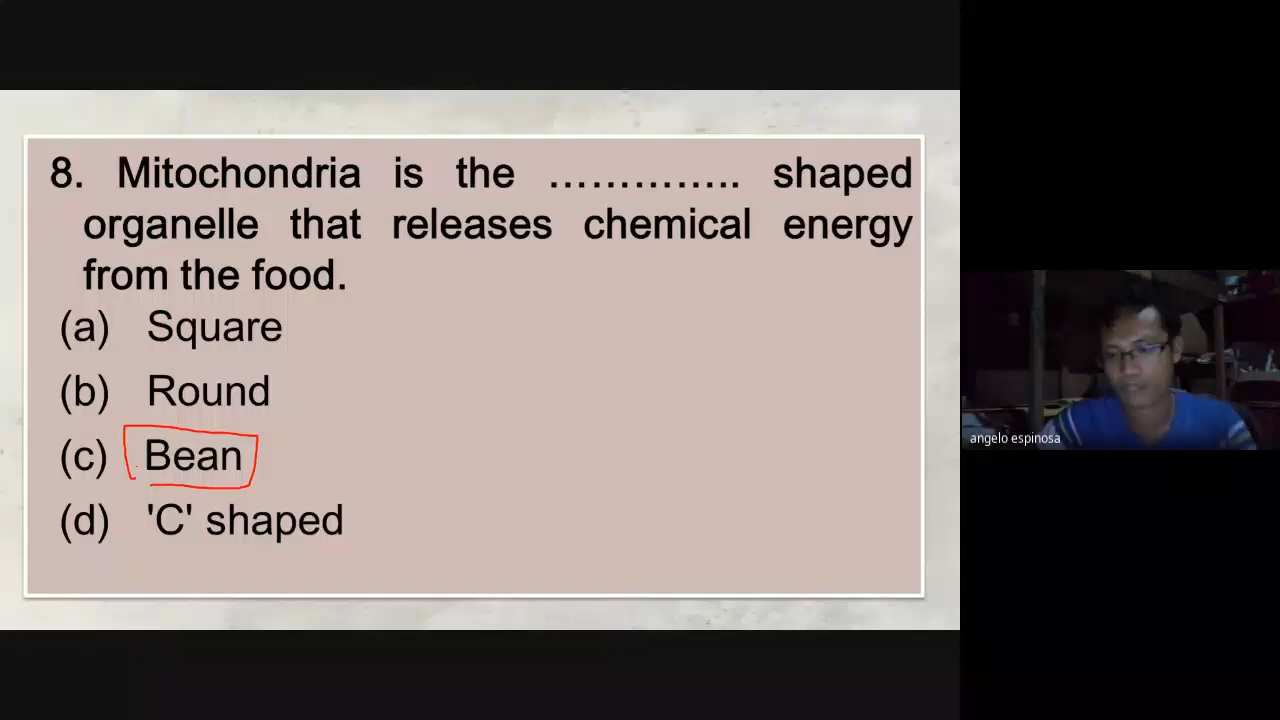 8. Mitochondria is the ………….. shaped
organelle that releases chemical energy
from the food.
(a) Square
(b) Round
(c) Bean
(d) 'C' shaped
angelo espinosa